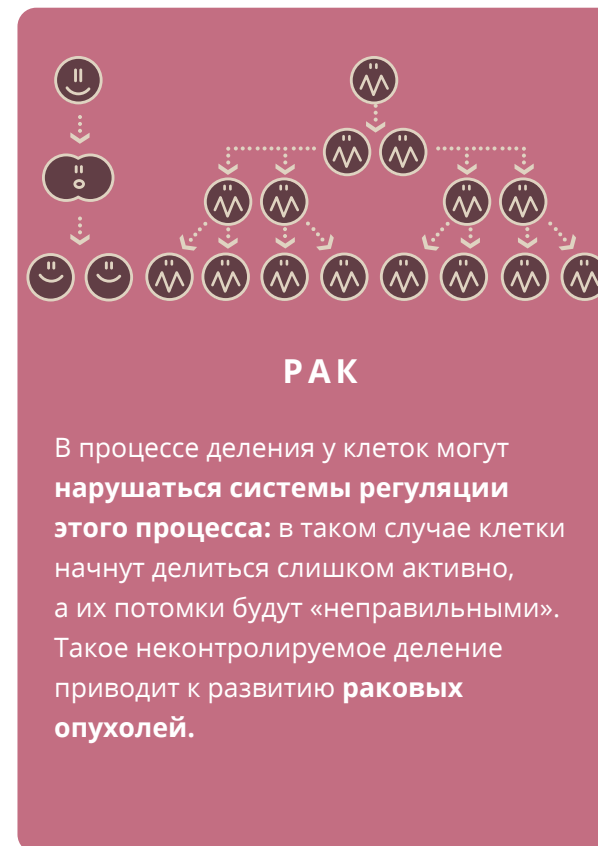 РАК
В процессе деления у клеток могут
нарушаться системы регуляции
этого процесса: в таком случае клетки
начнут делиться слишком активно,
а их потомки будут «неправильными».
Такое неконтролируемое деление
приводит к развитию раковых
опухолей.